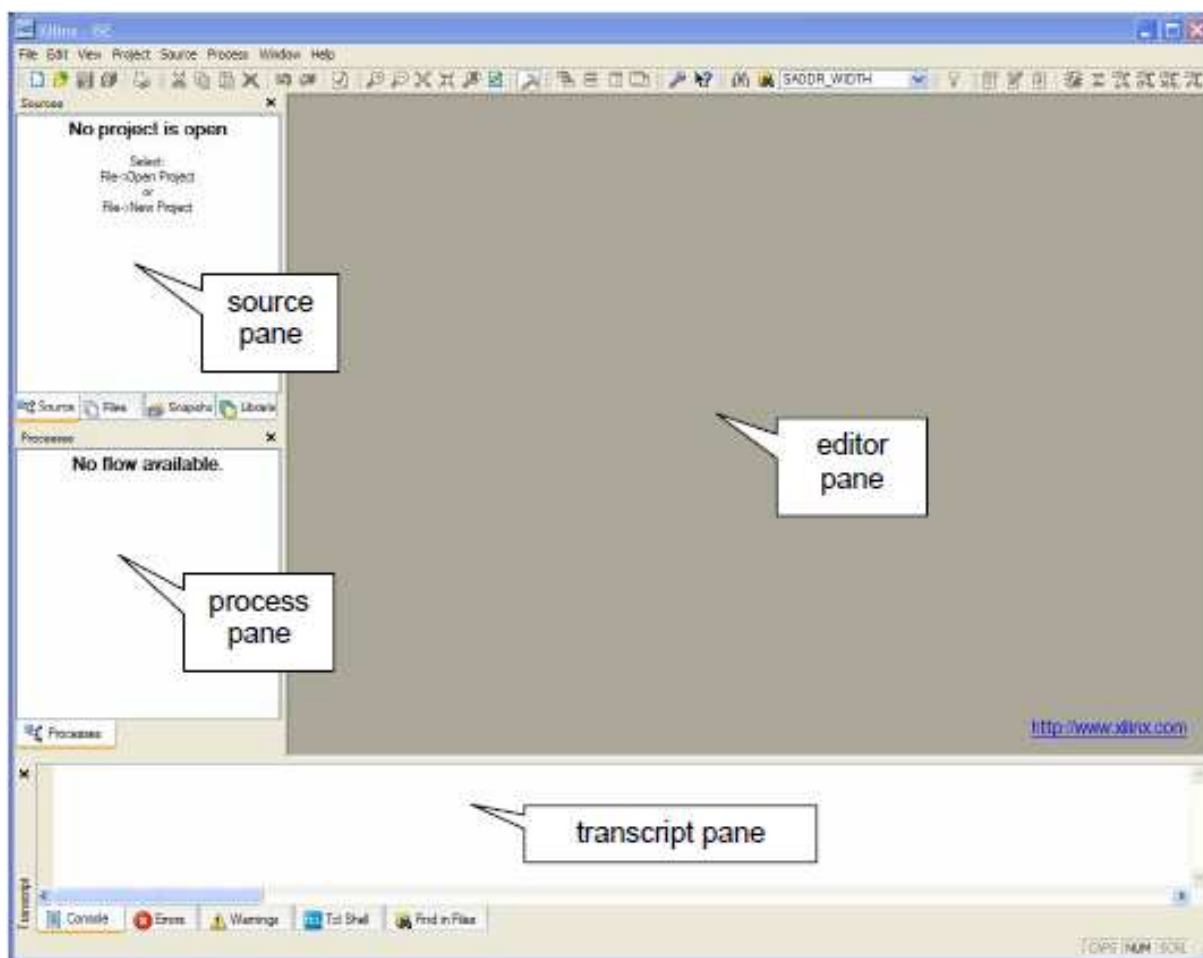 Xilinx - ISE
File Edit View Project Source Process Window Help
SADDR_WIDTH
Sources
No project is open
Select:
File->Open Project
or
File->New Project
source
pane
Source Files Snapsho Librarie
Processes
No flow available.
editor
pane
process
pane
http://www.xilinx.com
Processes
transcript pane
Transcript
Console Errors Warnings Tcl Shell Find in Files
CAPS NUM SCRL